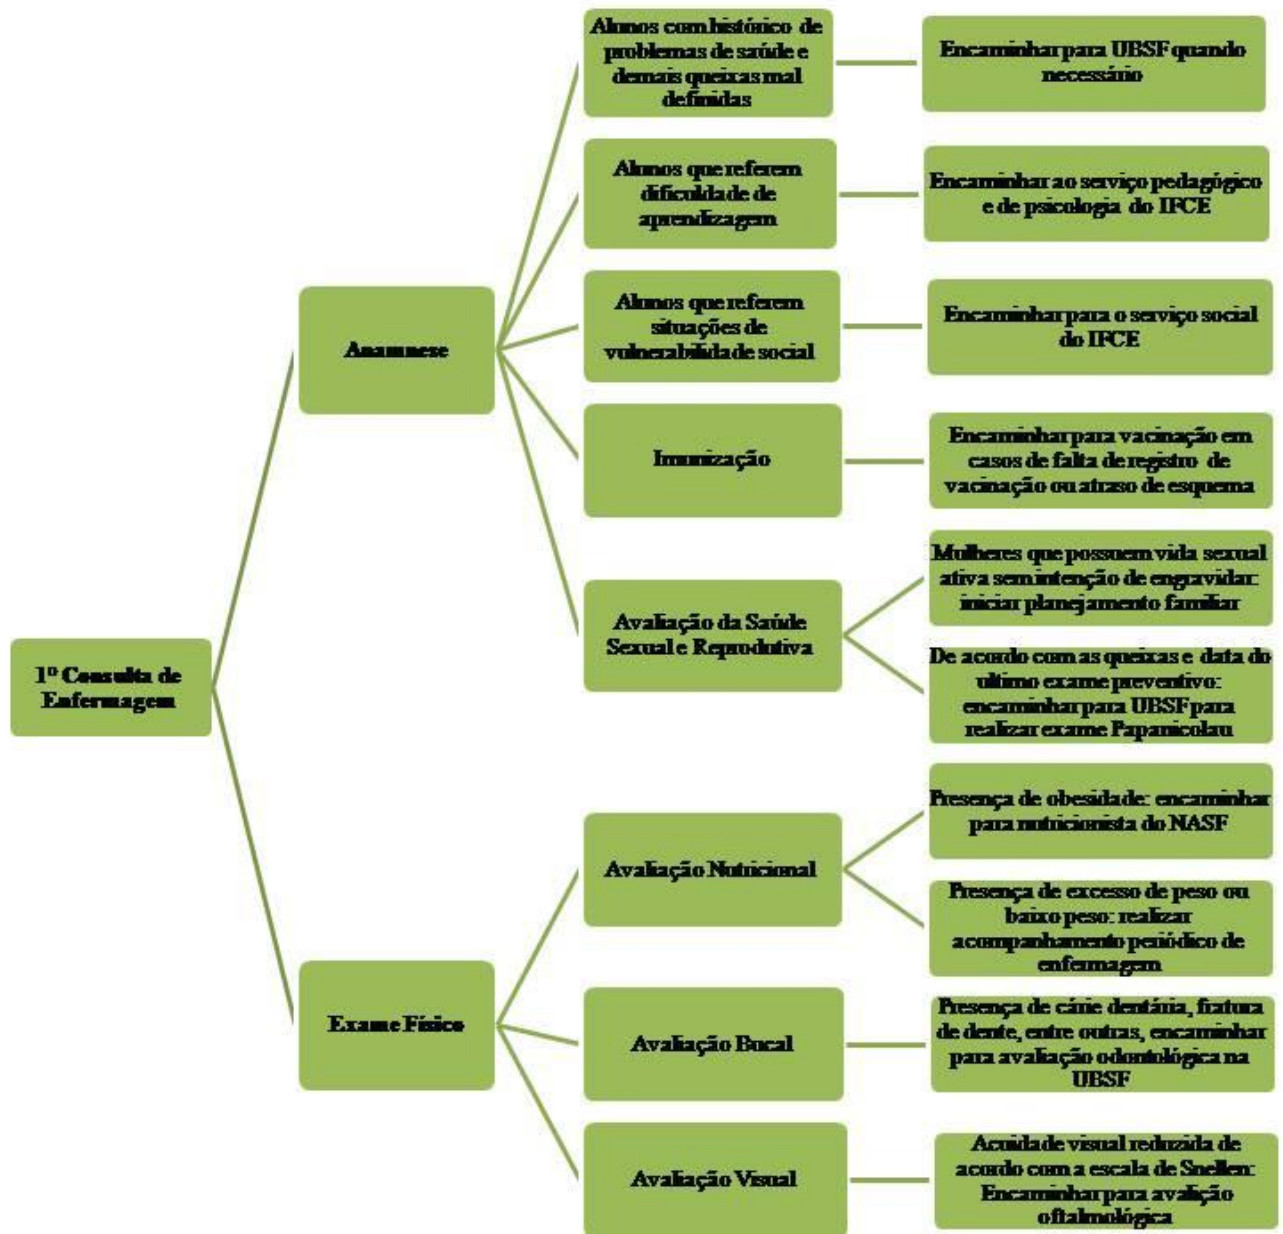 1º Consulta de
Enfermagem
Anamnese
Alunos com histórico de
problemas de saúde e
demais queixas mal
definidas
Encaminhar para UBSF quando
necessário
Alunos que referem
dificuldade de
aprendizagem
Encaminhar ao serviço pedagógico
e de psicologia do IFCE
Alunos que referem
situações de
vulnerabilidade social
Encaminhar para o serviço social
do IFCE
Imunização
Encaminhar para vacinação em
casos de falta de registro de
vacinação ou atraso de esquema
Avaliação da Saúde
Sexual e Reprodutiva
Mulheres que possuem vida sexual
ativa sem intenção de engravidar:
iniciar planejamento familiar
De acordo com as queixas e data do
ultimo exame preventivo:
encaminhar para UBSF para
realizar exame Papanicolau
Exame Físico
Avaliação Nutricional
Presença de obesidade: encaminhar
para nutricionista do NASF
Presença de excesso de peso ou
baixo peso: realizar
acompanhamento periódico de
enfermagem
Avaliação Bucal
Presença de cárie dentária, fratura
de dente, entre outras, encaminhar
para avaliação odontológica na
UBSF
Avaliação Visual
Acuidade visual reduzida de
acordo com a escala de Snellen:
Encaminhar para avalição
oftalmológica